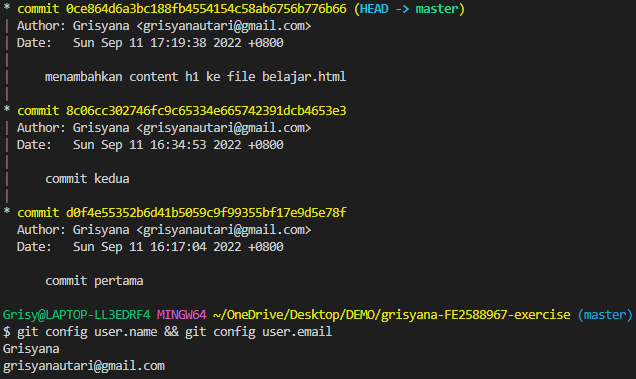 * commit 0ce864d6a3bc188fb4554154c58ab6756b776b66 (HEAD -> master)
| Author: Grisyana <grisyanautari@gmail.com>
| Date:   Sun Sep 11 17:19:38 2022 +0800
|
|     menambahkan content h1 ke file belajar.html
|
* commit 8c06cc302746fc9c65334e665742391dcb4653e3
| Author: Grisyana <grisyanautari@gmail.com>
| Date:   Sun Sep 11 16:34:53 2022 +0800
|
|     commit kedua
|
* commit d0f4e55352b6d41b5059c9f99355bf17e9d5e78f
  Author: Grisyana <grisyanautari@gmail.com>
  Date:   Sun Sep 11 16:17:04 2022 +0800

      commit pertama

Grisy@LAPTOP-LL3EDRF4 MINGW64 ~/OneDrive/Desktop/DEMO/grisyana-FE2588967-exercise (master)
$ git config user.name && git config user.email
Grisyana
grisyanautari@gmail.com